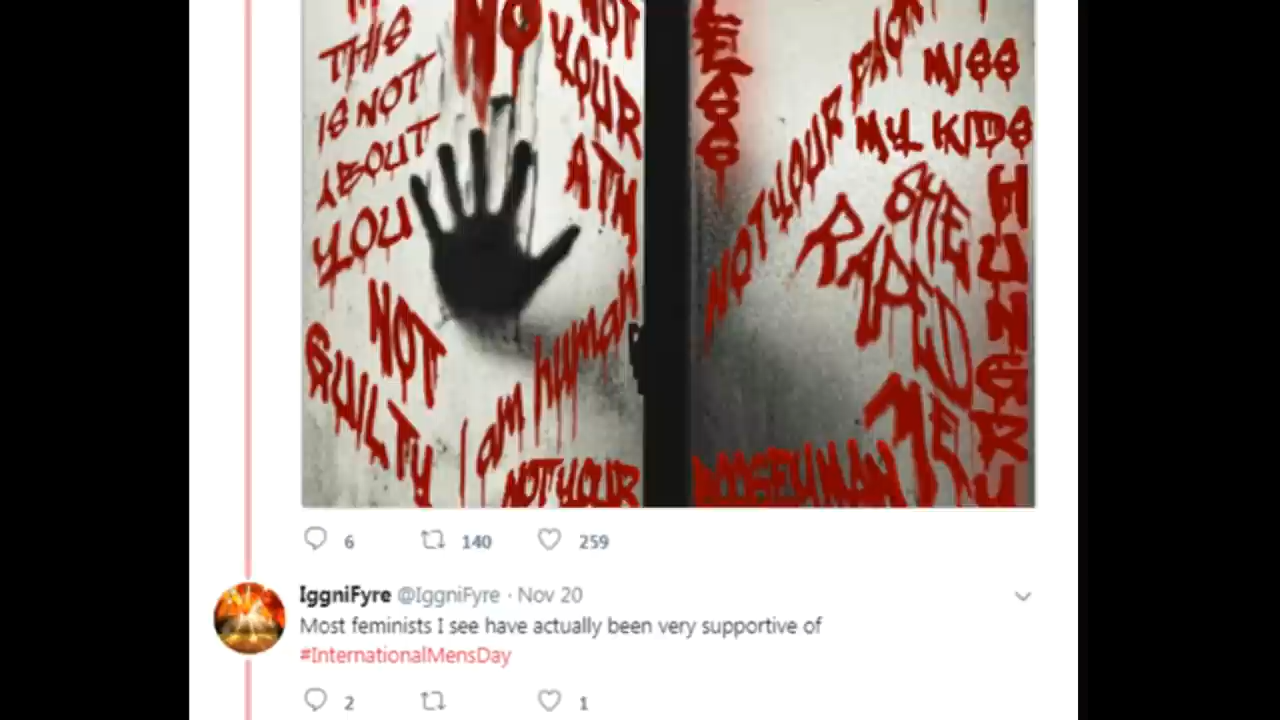 THIS
IS NOT
ABOUT
YOU
NO
NOT
YOUR
ATM
NOT
GUILTY
I am human
NOT YOUR
BOOGEYMAN
NOT YOUR
MISS
MY KIDS
SHE
RAPED
ME
HUNGRY
6 140 259
IggniFyre @IggniFyre · Nov 20
Most feminists I see have actually been very supportive of
#InternationalMensDay
2 1